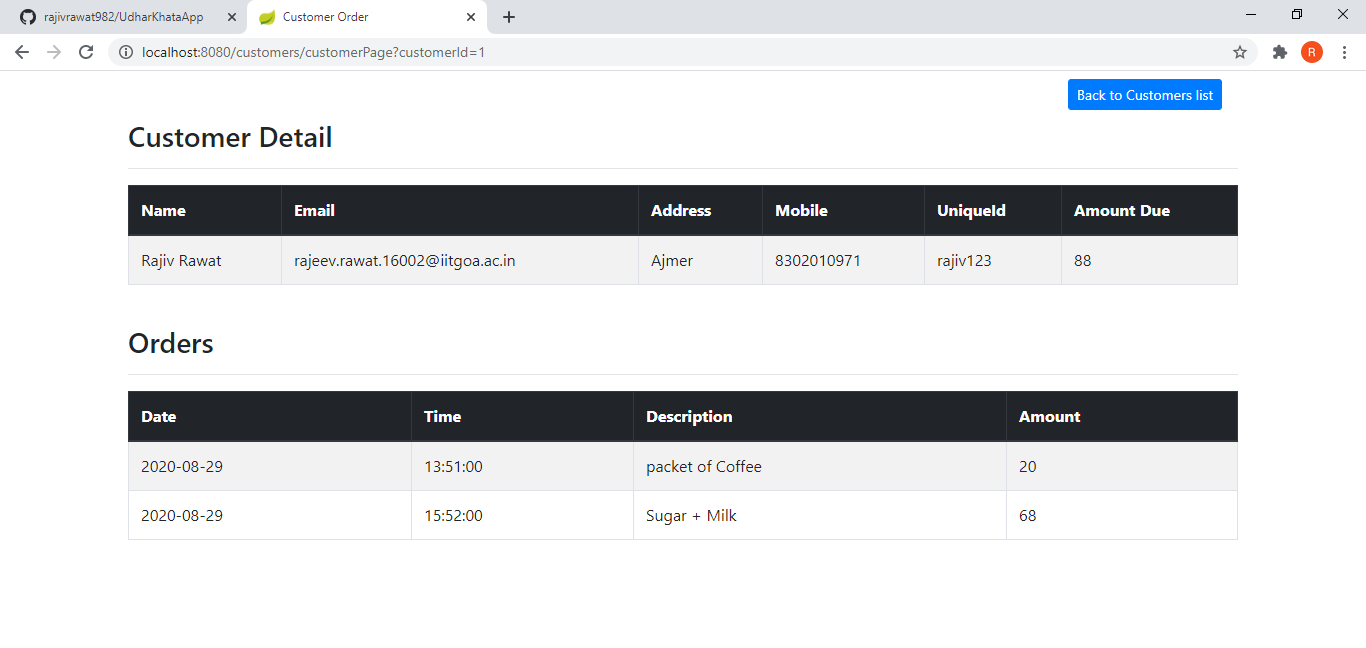 rajivrawat982/UdharKhataApp
Customer Order
localhost:8080/customers/customerPage?customerId=1
R
Back to Customers list
Customer Detail
Name Email Address Mobile UniqueId Amount Due
Rajiv Rawat rajeev.rawat.16002@iitgoa.ac.in Ajmer 8302010971 rajiv123 88
Orders
Date Time Description Amount
2020-08-29 13:51:00 packet of Coffee 20
2020-08-29 15:52:00 Sugar + Milk 68